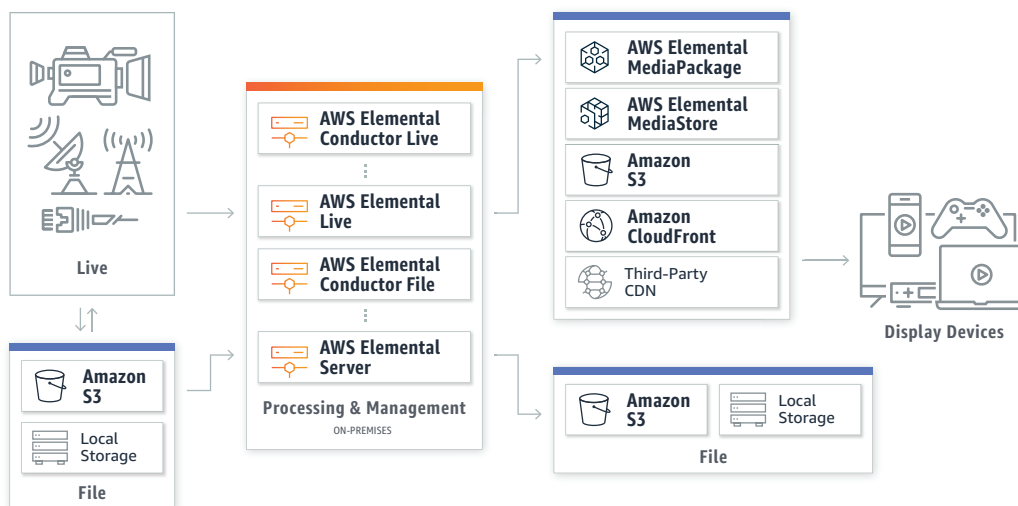 Live
Amazon
S3
Local
Storage
File
AWS Elemental
Conductor Live
AWS Elemental
Live
AWS Elemental
Conductor File
AWS Elemental
Server
Processing & Management
ON-PREMISES
AWS Elemental
MediaPackage
AWS Elemental
MediaStore
Amazon
S3
Amazon
CloudFront
Third-Party
CDN
Amazon
S3
Local
Storage
File
Display Devices